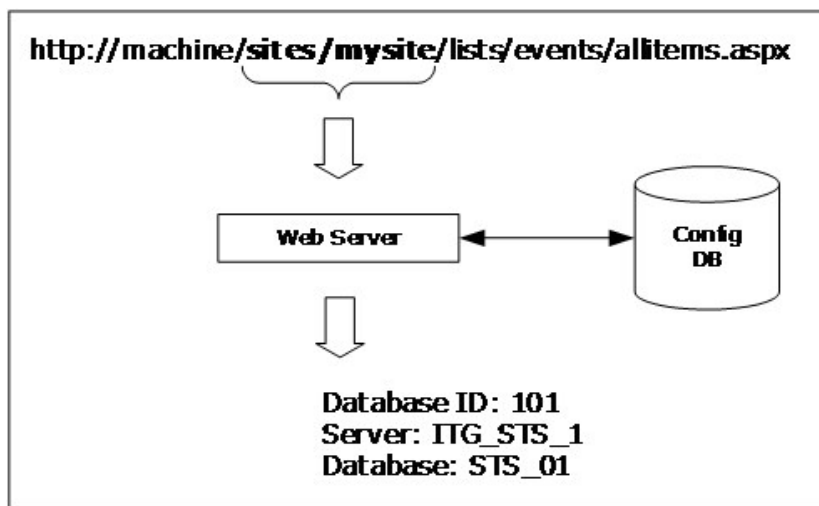 http://machine/sites/mysite/lists/events/allitems.aspx
Web Server
Config
DB
Database ID: 101
Server: ITG_STS_1
Database: STS_01